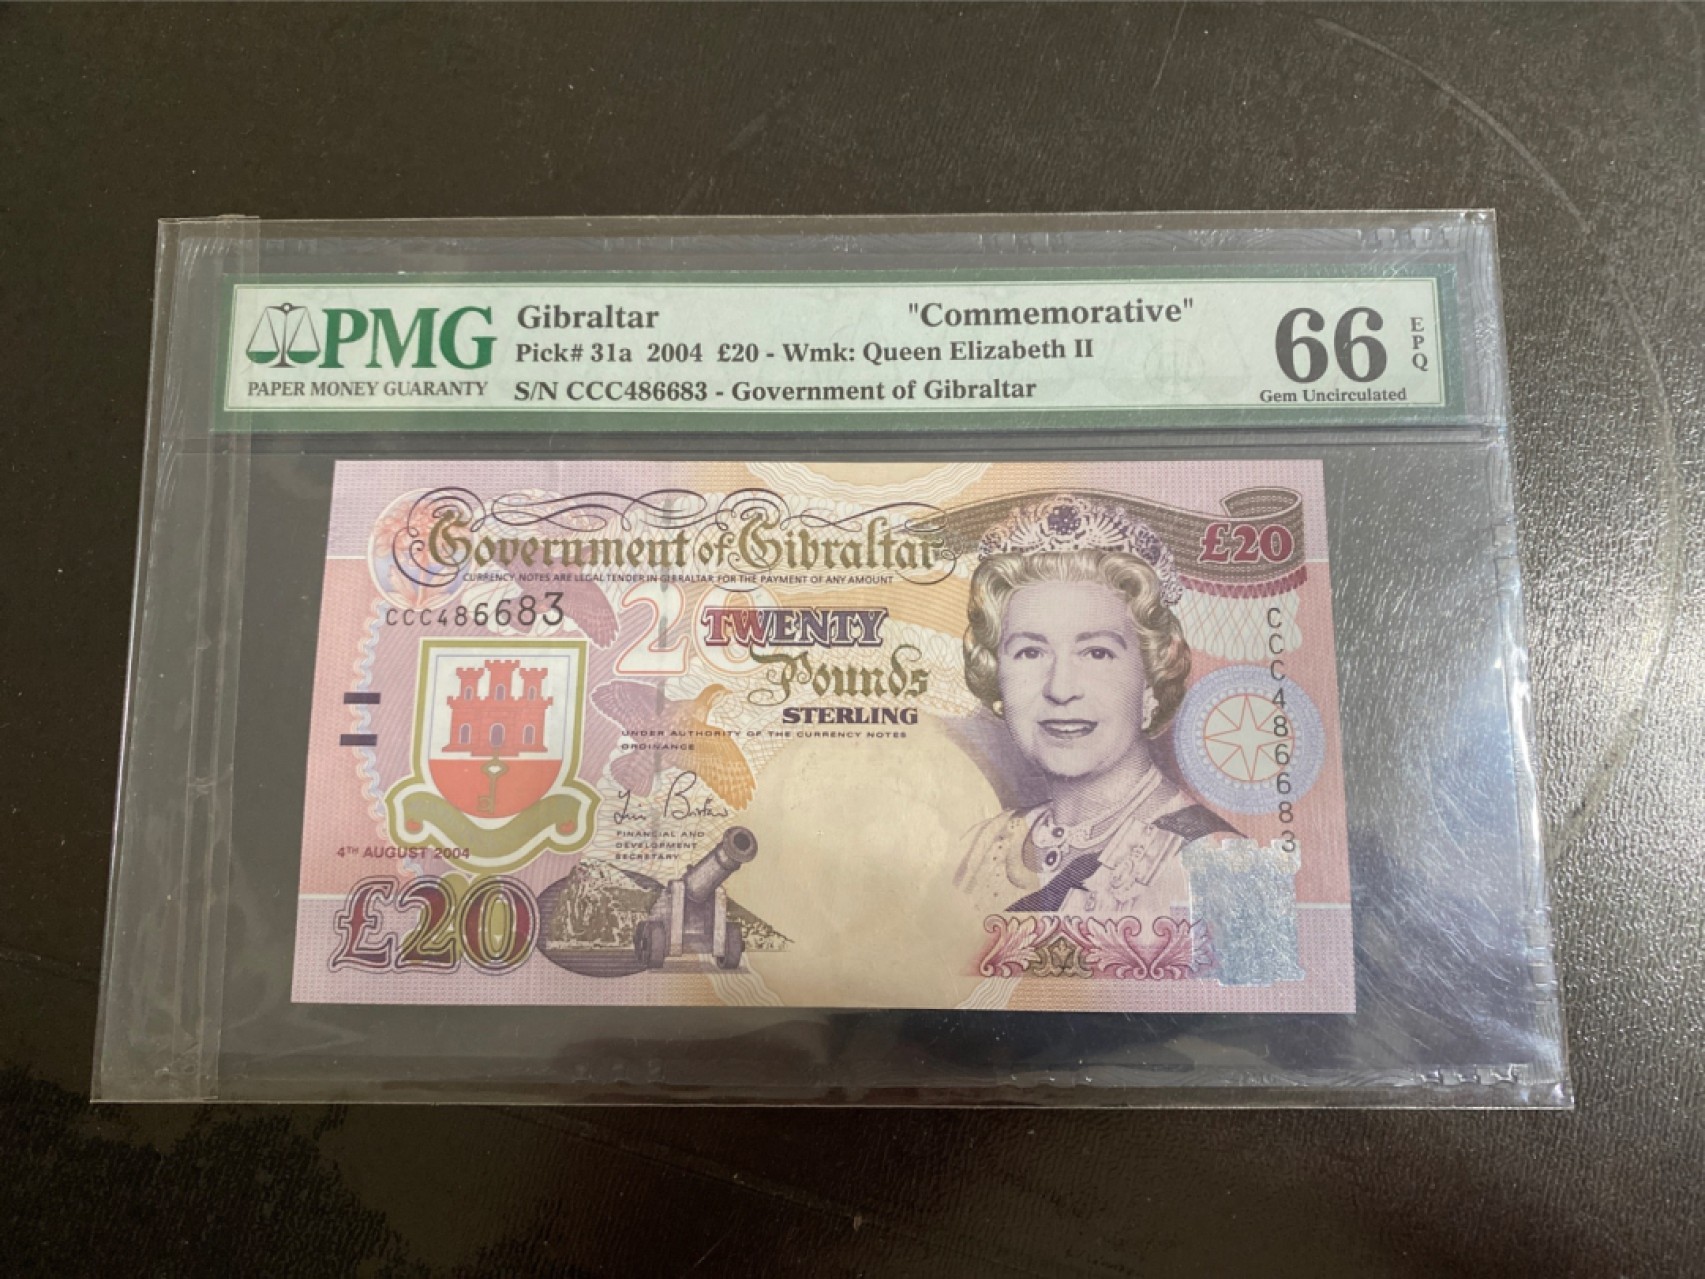 PMG
PAPER MONEY GUARANTY
Gibraltar "Commemorative"
Pick# 31a 2004 £20 - Wmk: Queen Elizabeth II
S/N CCC486683 - Government of Gibraltar
66
EPQ
Gem Uncirculated
Government of Gibraltar
CURRENCY NOTES ARE LEGAL TENDER IN GIBRALTAR FOR THE PAYMENT OF ANY AMOUNT
£20
CCC486683
20
TWENTY
Pounds
STERLING
UNDER AUTHORITY OF THE CURRENCY NOTES
ORDINANCE
CCC486683
FINANCIAL AND
DEVELOPMENT
SECRETARY
4TH AUGUST 2004
£20